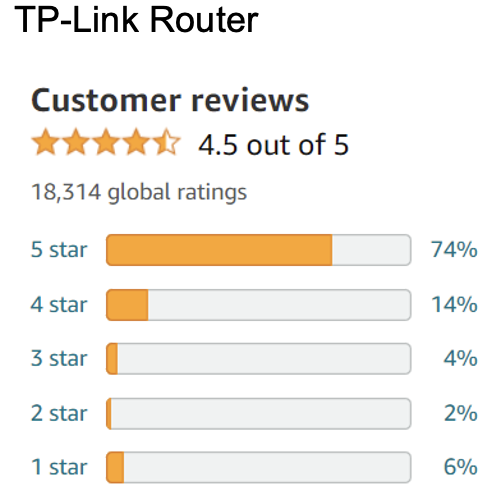 TP-Link Router
Customer reviews
4.5 out of 5
18,314 global ratings
5 star 74%
4 star 14%
3 star 4%
2 star 2%
1 star 6%